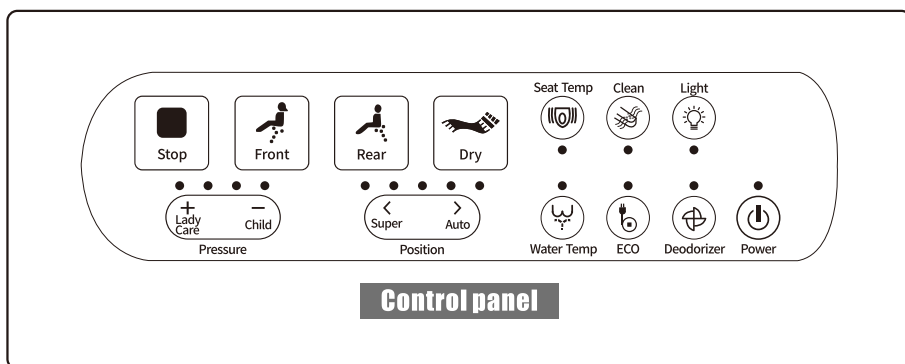 Seat Temp Clean Light
Stop Front Rear Dry
+ − < >
Lady Care Child Super Auto
Pressure Position Water Temp ECO Deodorizer Power
Control panel